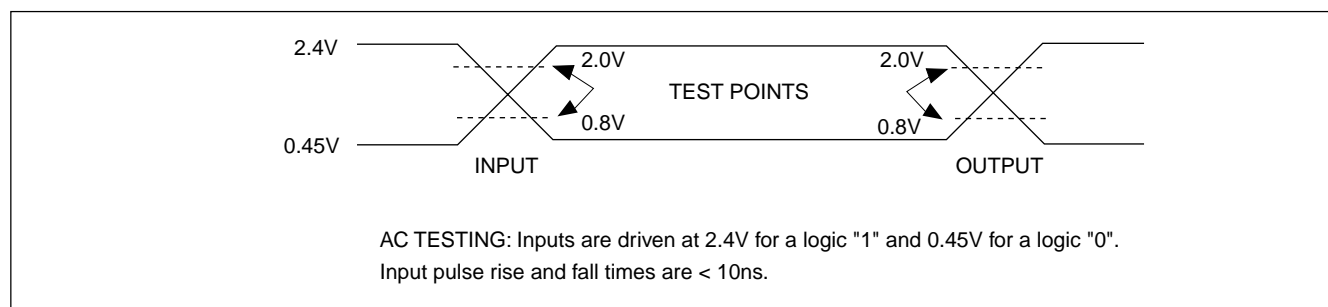 2.4V
2.0V
2.0V
TEST POINTS
0.8V
0.8V
0.45V
INPUT
OUTPUT
AC TESTING: Inputs are driven at 2.4V for a logic "1" and 0.45V for a logic "0".
Input pulse rise and fall times are < 10ns.